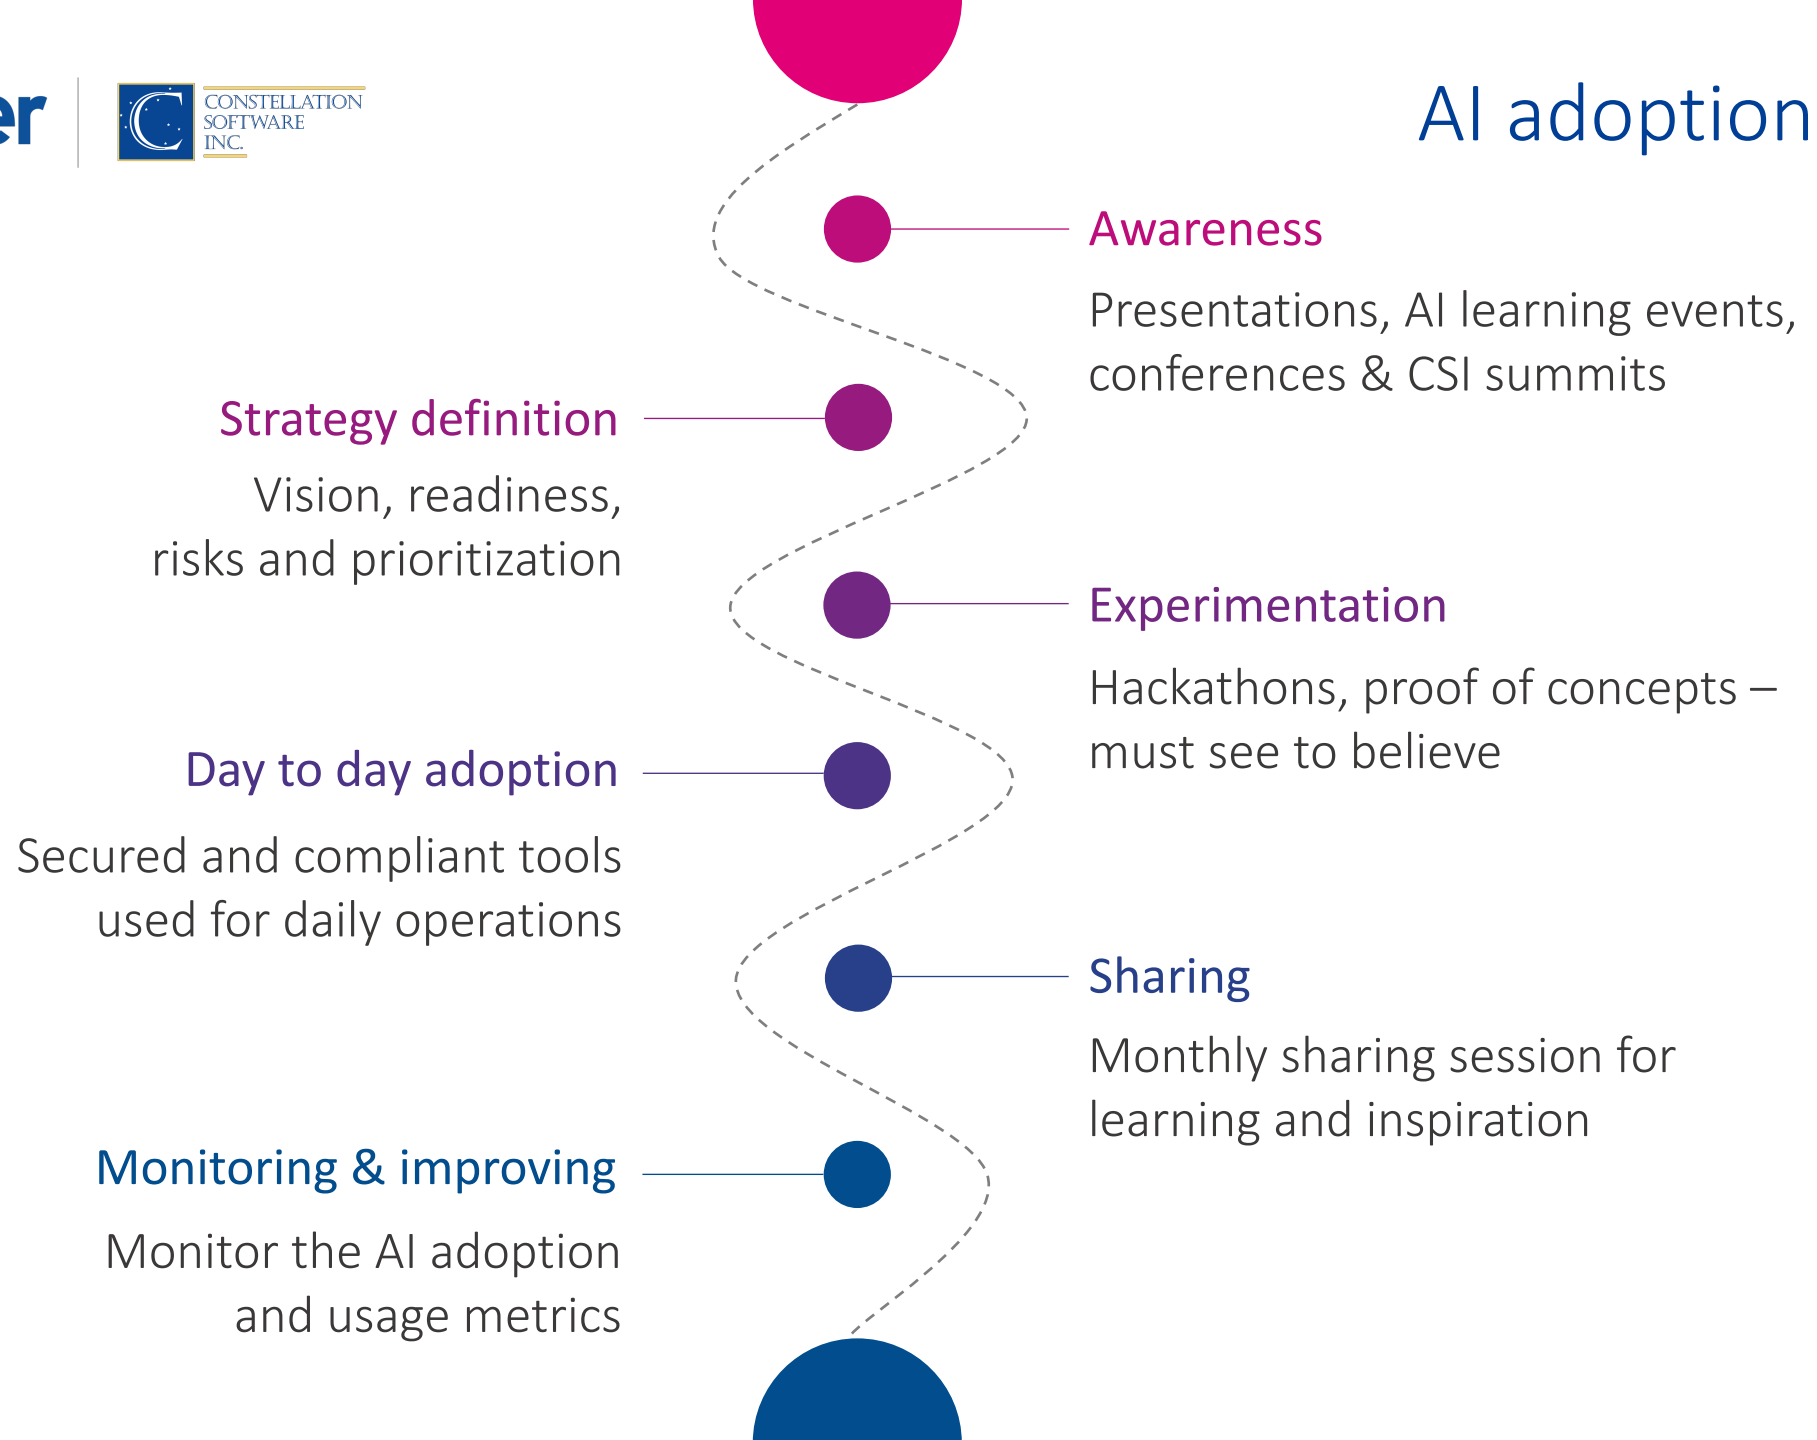 er
CONSTELLATION
SOFTWARE
INC.
AI adoption
Awareness
Presentations, AI learning events,
conferences & CSI summits
Strategy definition
Vision, readiness,
risks and prioritization
Experimentation
Hackathons, proof of concepts –
must see to believe
Day to day adoption
Secured and compliant tools
used for daily operations
Sharing
Monthly sharing session for
learning and inspiration
Monitoring & improving
Monitor the AI adoption
and usage metrics